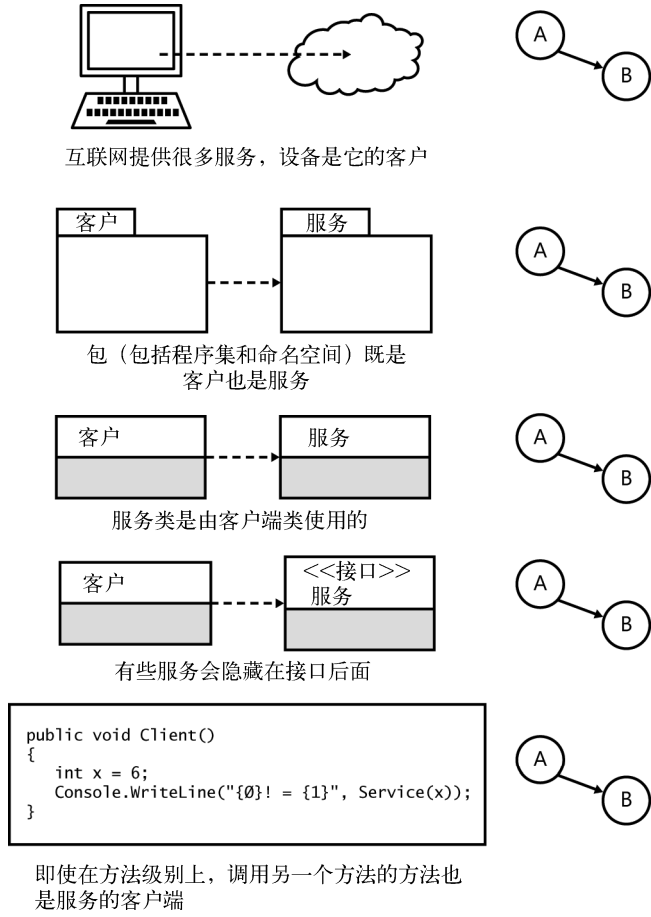 A
B
互联网提供很多服务，设备是它的客户
客户
服务
A
B
包（包括程序集和命名空间）既是
客户也是服务
客户
服务
A
B
服务类是由客户端类使用的
客户
<<接口>>
服务
A
B
有些服务会隐藏在接口后面
public void Client()
{
int x = 6;
Console.WriteLine("{0}! = {1}", Service(x));
}
A
B
即使在方法级别上，调用另一个方法的方法也
是服务的客户端